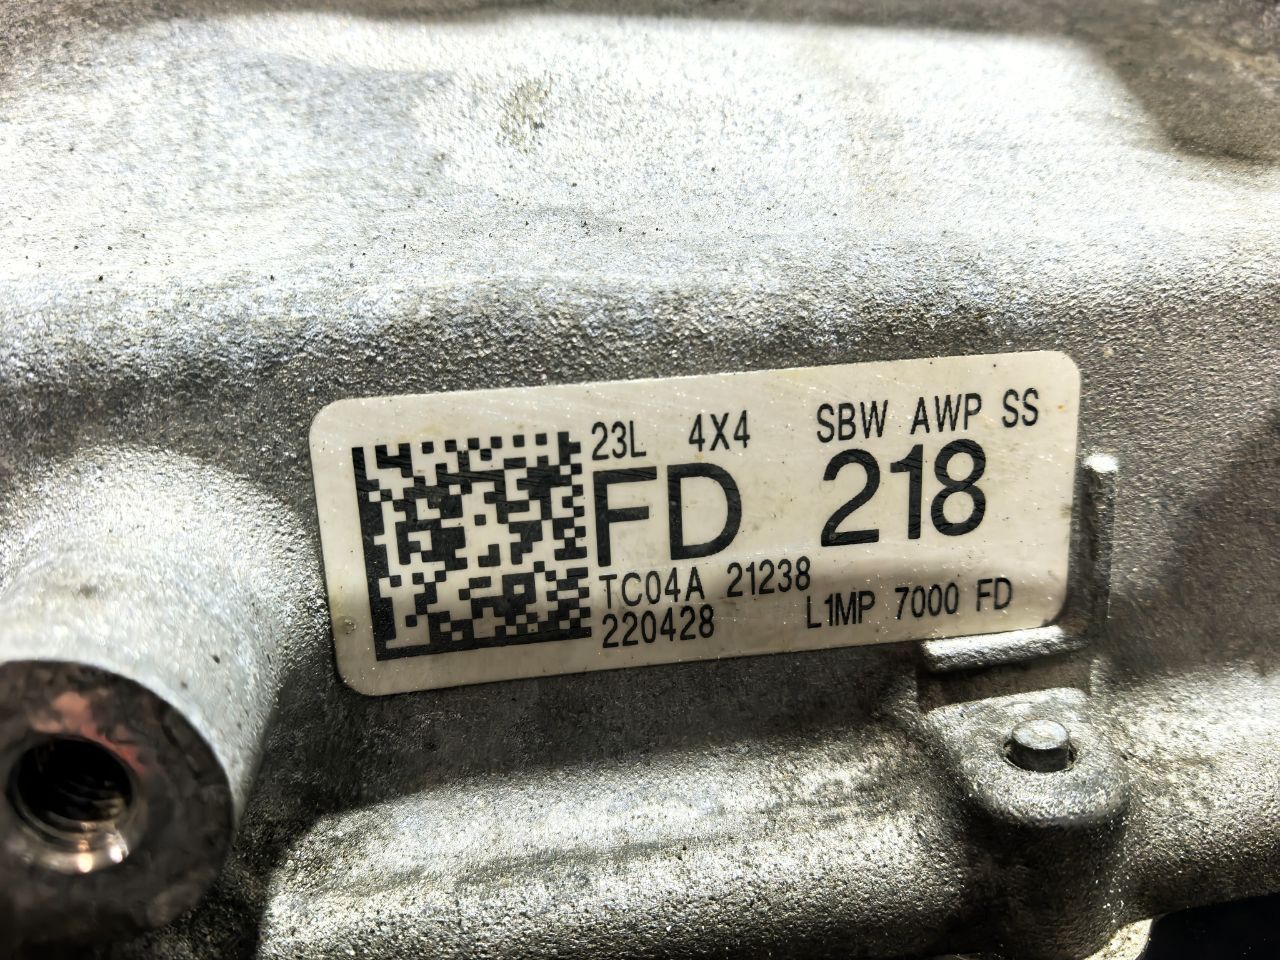 23L 4X4 SBW AWP SS
FD 218
TC04A 21238
220428 L1MP 7000 FD